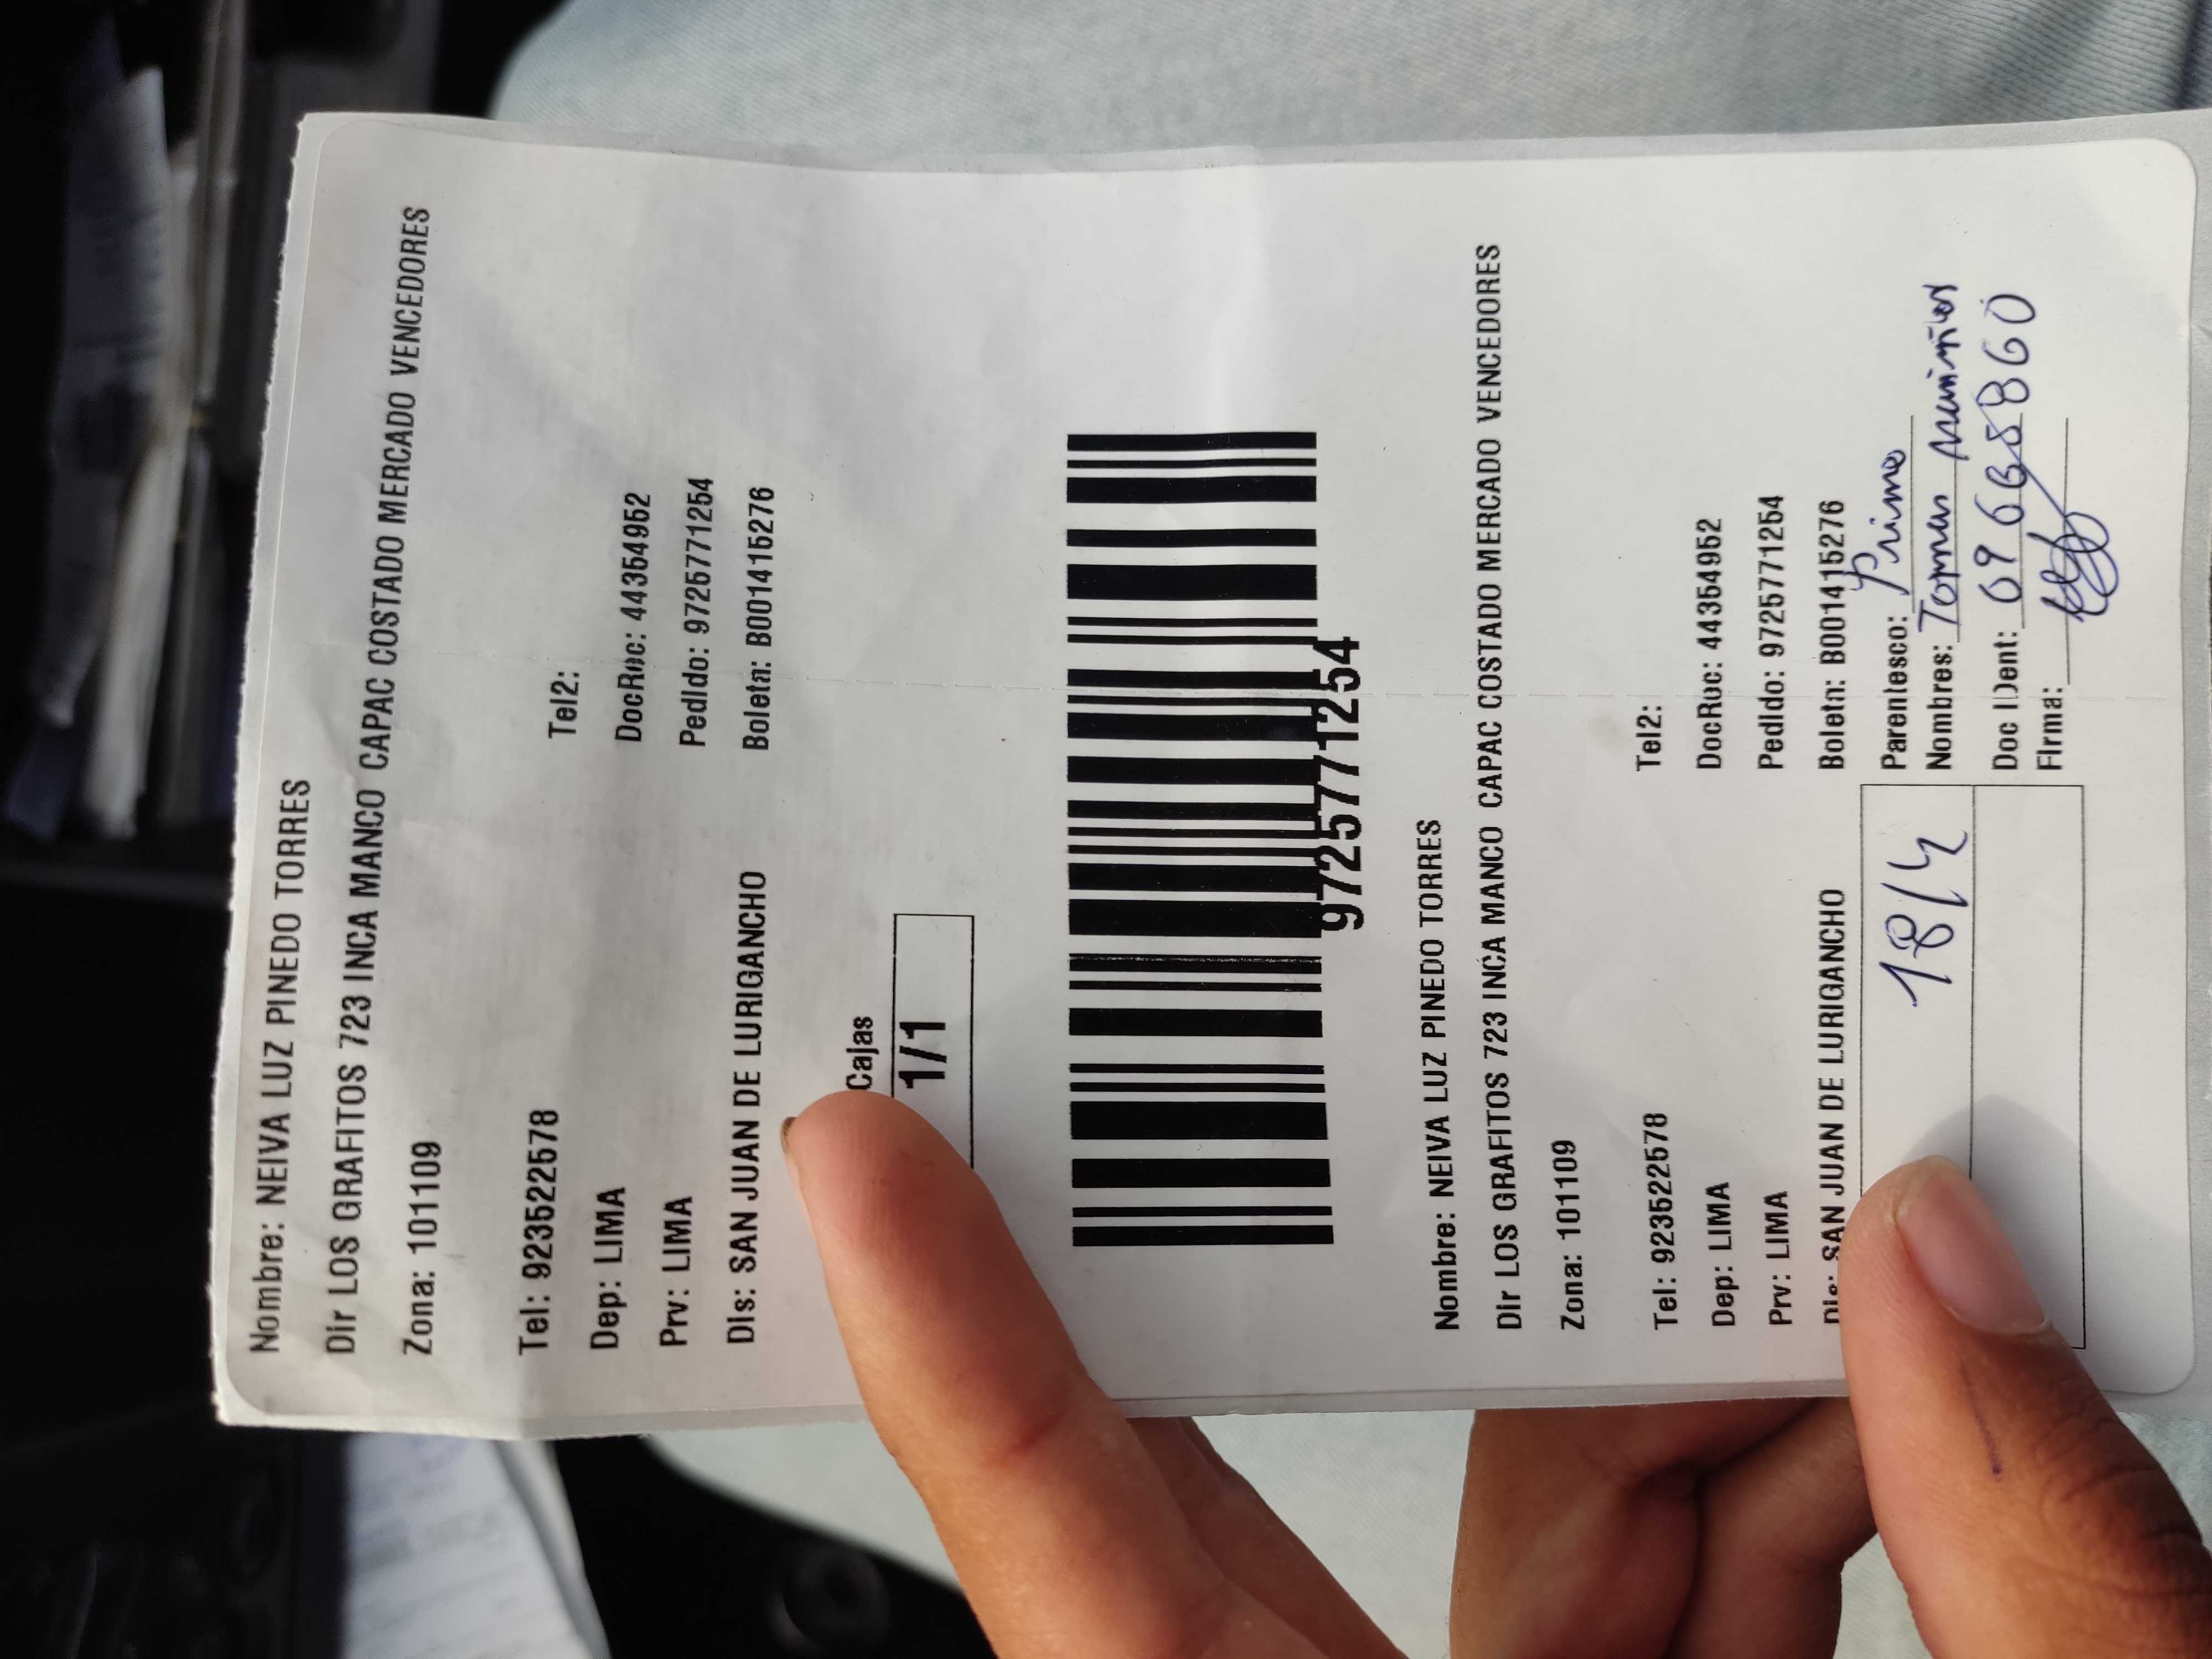 Nombre: NEIVA LUZ PINEDO TORRES
Dir LOS GRAFITOS 723 INCA MANCO CAPAC COSTADO MERCADO VENCEDORES
Zona: 101109
Tel: 923522578 Tel2:
Dep: LIMA DocRuc: 44354952
Prv: LIMA Pedido: 9725771254
Dis: SAN JUAN DE LURIGANCHO Boleta: B001415276
Cajas
1/1
9725771254
Nombre: NEIVA LUZ PINEDO TORRES
Dir LOS GRAFITOS 723 INCA MANCO CAPAC COSTADO MERCADO VENCEDORES
Zona: 101109
Tel: 923522578 Tel2:
Dep: LIMA DocRuc: 44354952
Prv: LIMA Pedido: 9725771254
Dis: SAN JUAN DE LURIGANCHO Boleta: B001415276
18/4 Parentesco: Primo
Nombres:
Doc Ident:
Firma: